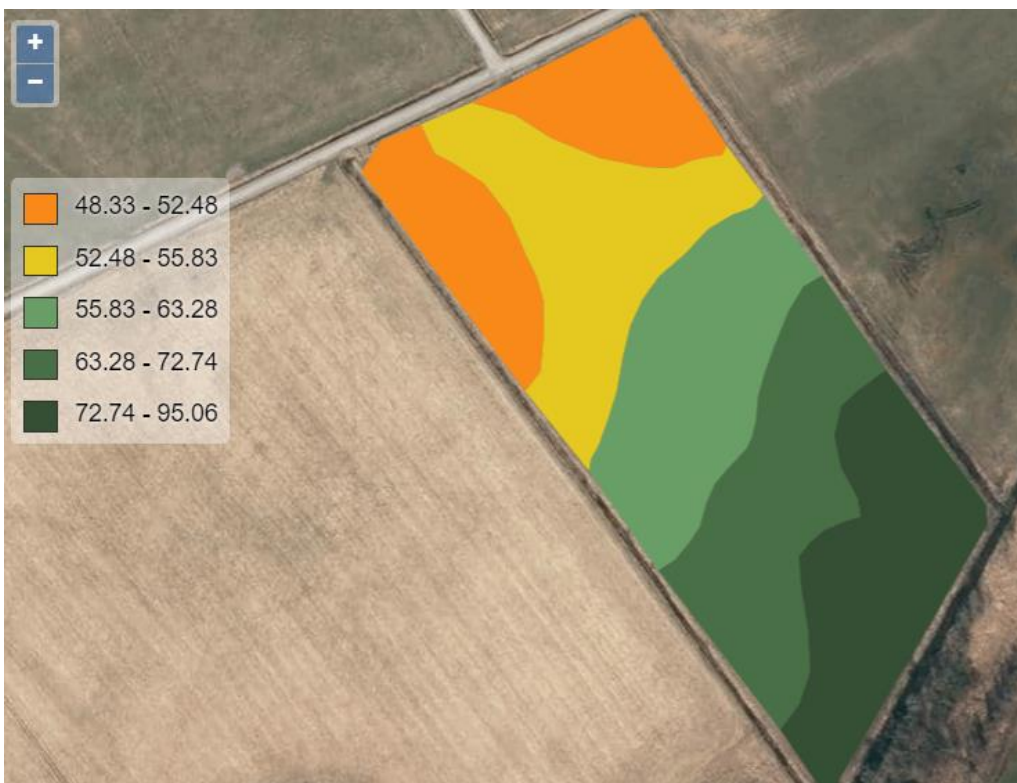 +
−
48.33 - 52.48
52.48 - 55.83
55.83 - 63.28
63.28 - 72.74
72.74 - 95.06